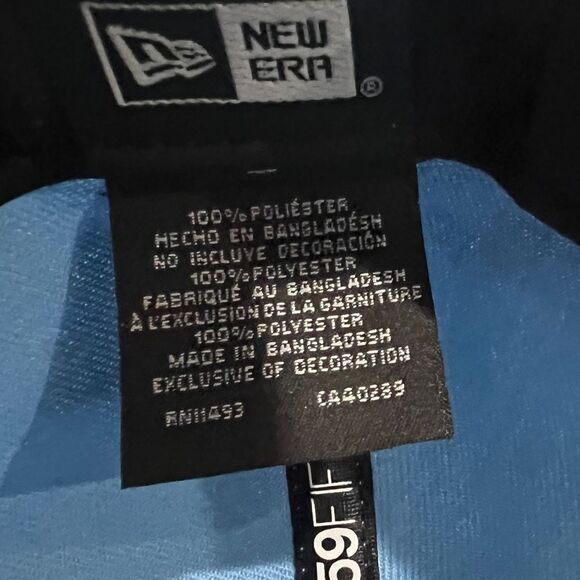 NEW
ERA
®
100% POLIÉSTER
HECHO EN BANGLADÉSH
NO INCLUYE DECORACIÓN
100% POLYESTER
FABRIQUÉ AU BANGLADESH
À L'EXCLUSION DE LA GARNITURE
100% POLYESTER
MADE IN BANGLADESH
EXCLUSIVE OF DECORATION
RN11493 CA40289
59FIF